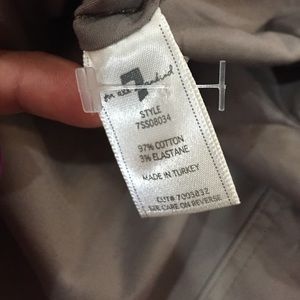 7
for all mankind
STYLE
7SS08034
97% COTTON
3% ELASTANE
MADE IN TURKEY
CUT# 7005032
SEE CARE ON REVERSE